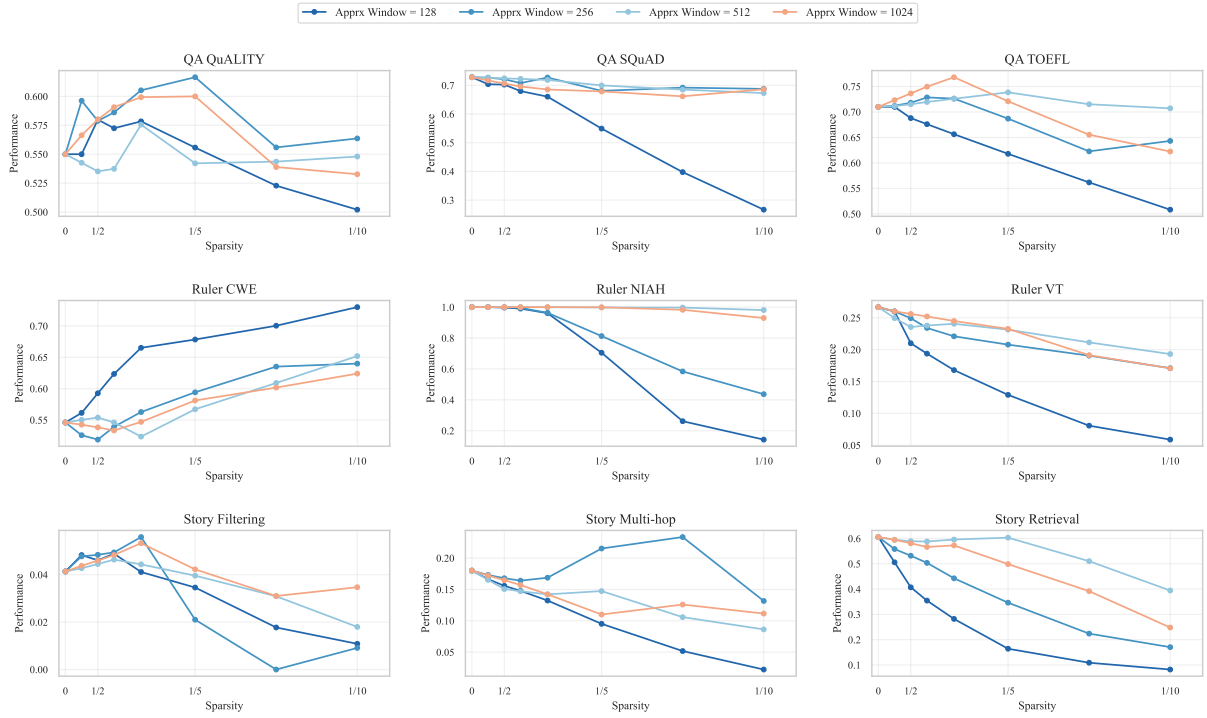 Apprx Window = 128 Apprx Window = 256 Apprx Window = 512 Apprx Window = 1024
QA QuALITY
Performance
0.600
0.575
0.550
0.525
0.500
0 1/2 1/5 1/10
Sparsity
QA SQuAD
Performance
0.7
0.6
0.5
0.4
0.3
0 1/2 1/5 1/10
Sparsity
QA TOEFL
Performance
0.75
0.70
0.65
0.60
0.55
0.50
0 1/2 1/5 1/10
Sparsity
Ruler CWE
Performance
0.70
0.65
0.60
0.55
0 1/2 1/5 1/10
Sparsity
Ruler NIAH
Performance
1.0
0.8
0.6
0.4
0.2
0 1/2 1/5 1/10
Sparsity
Ruler VT
Performance
0.25
0.20
0.15
0.10
0.05
0 1/2 1/5 1/10
Sparsity
Story Filtering
Performance
0.04
0.02
0.00
0 1/2 1/5 1/10
Sparsity
Story Multi-hop
Performance
0.20
0.15
0.10
0.05
0 1/2 1/5 1/10
Sparsity
Story Retrieval
Performance
0.6
0.5
0.4
0.3
0.2
0.1
0 1/2 1/5 1/10
Sparsity